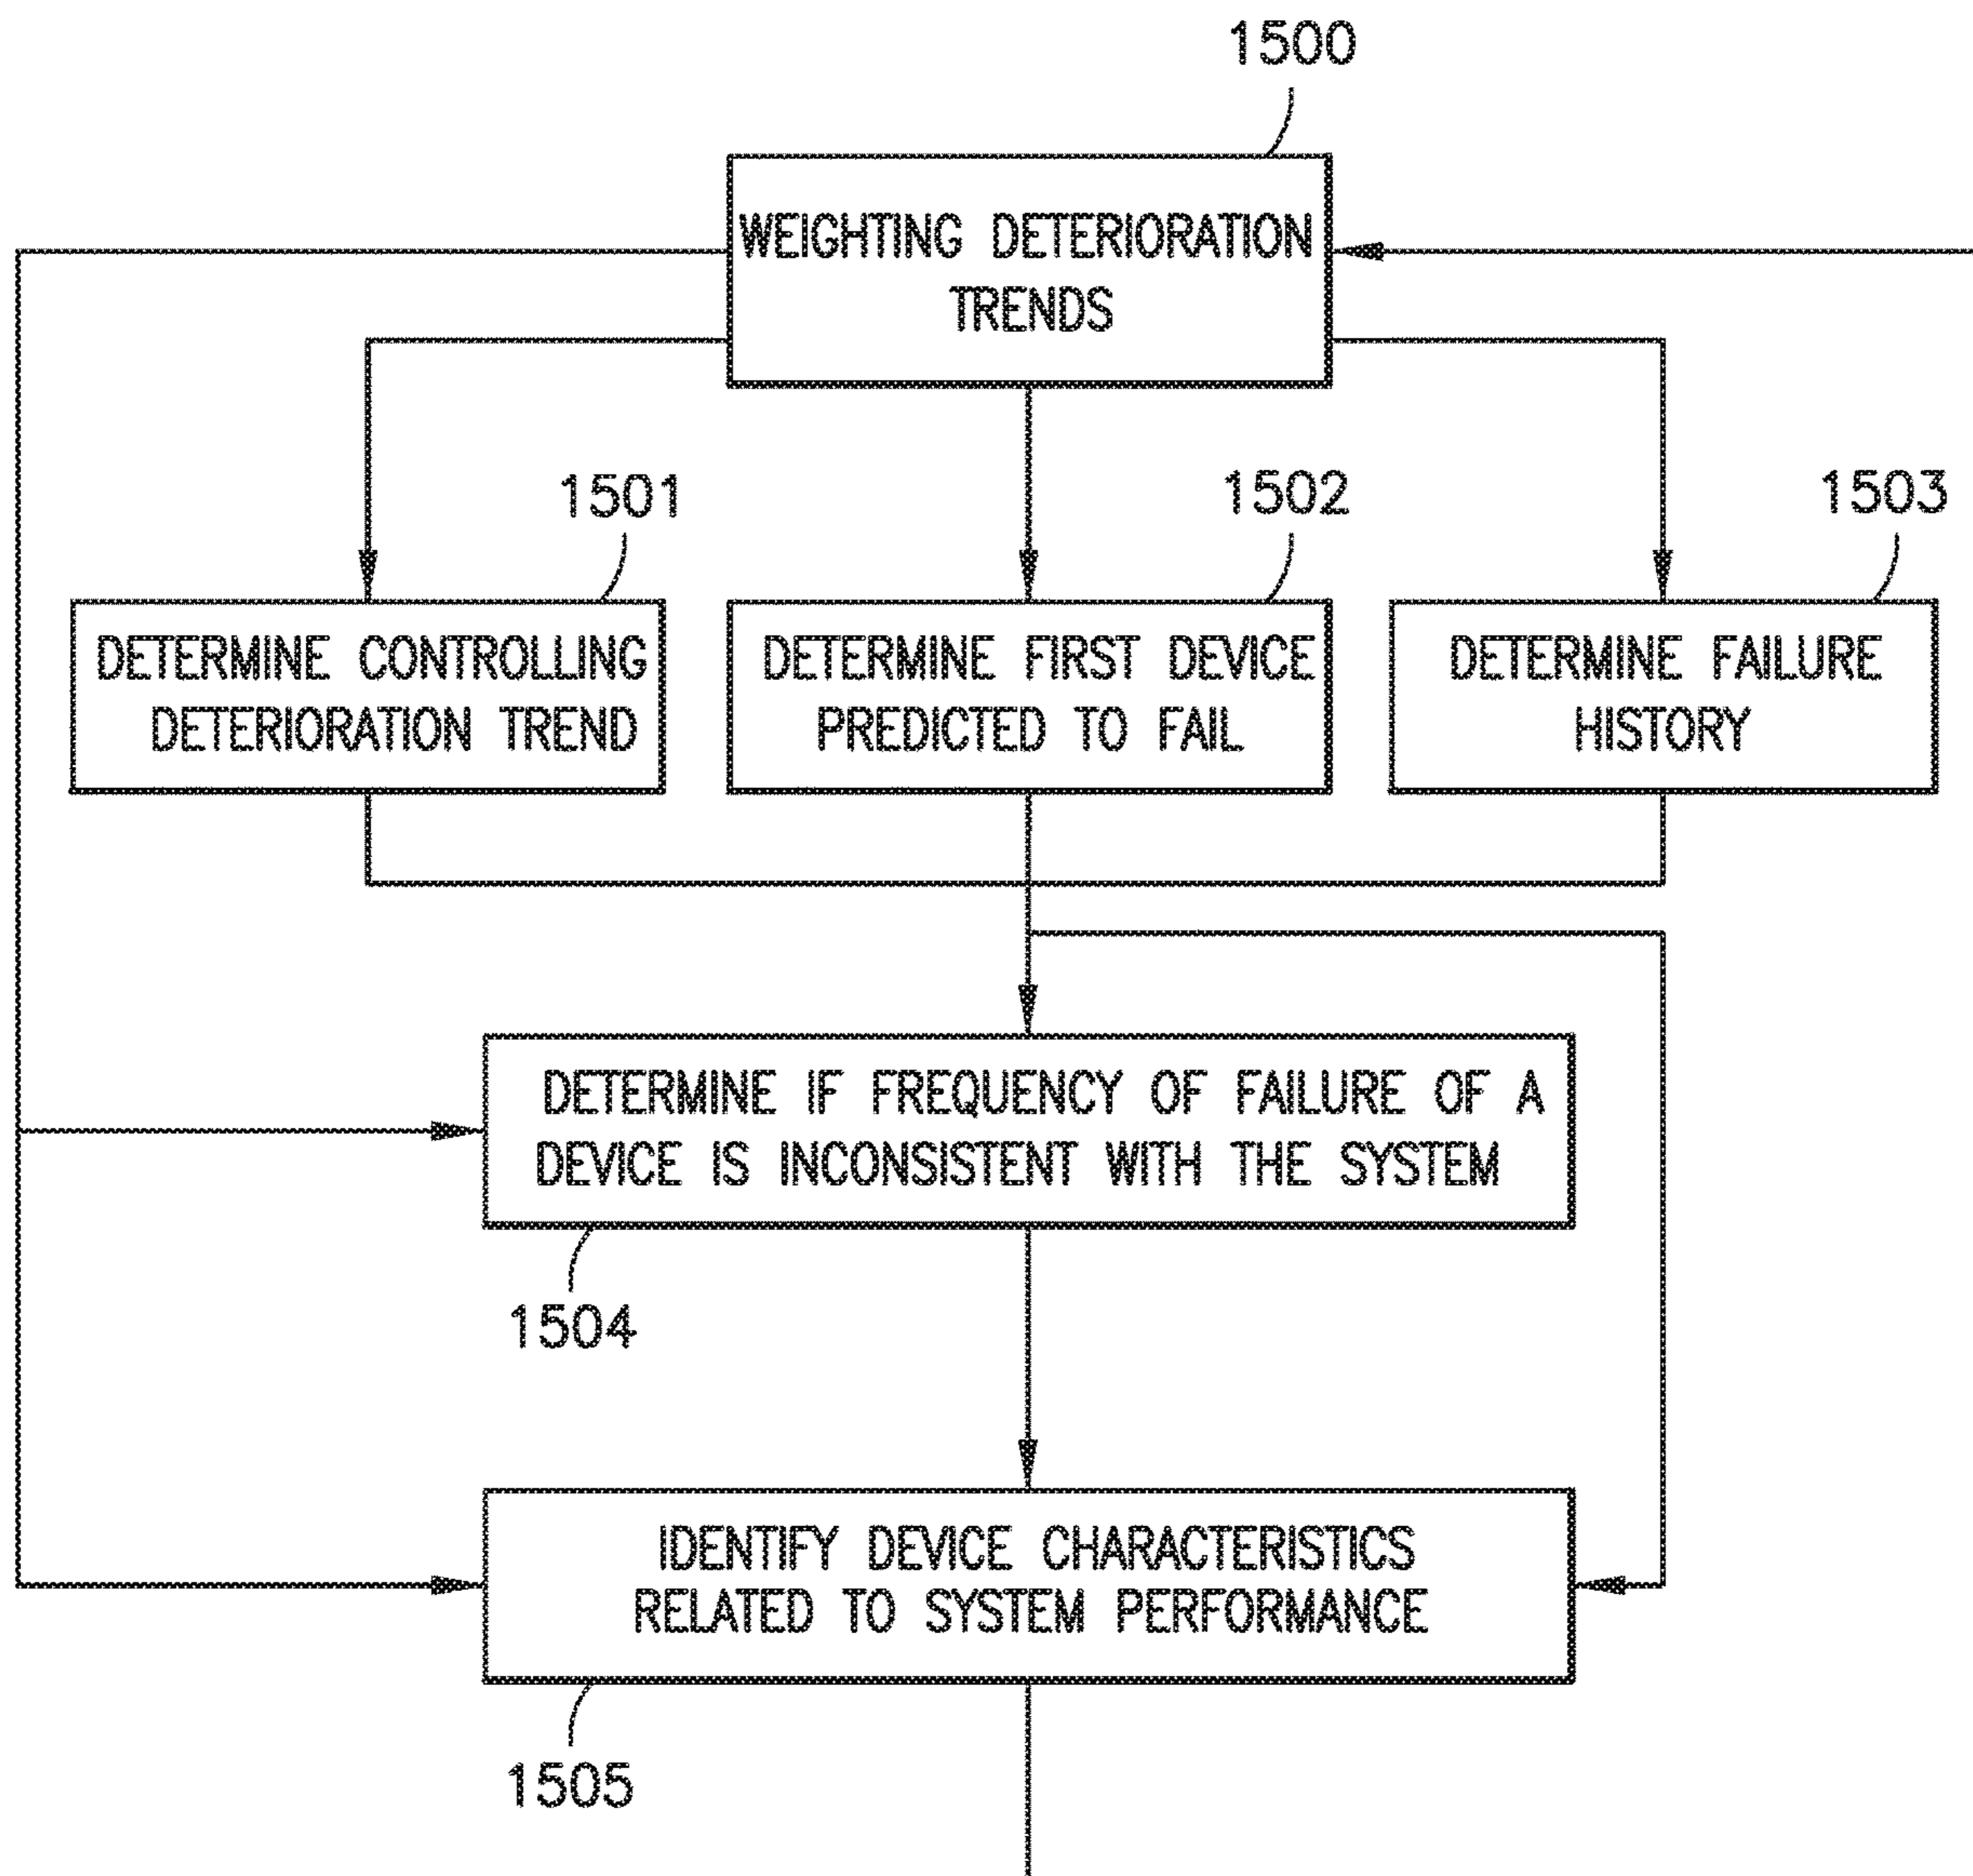 1500
WEIGHTING DETERIORATION
TRENDS
1501
1502
1503
DETERMINE CONTROLLING
DETERIORATION TREND
DETERMINE FIRST DEVICE
PREDICTED TO FAIL
DETERMINE FAILURE
HISTORY
DETERMINE IF FREQUENCY OF FAILURE OF A
DEVICE IS INCONSISTENT WITH THE SYSTEM
1504
IDENTIFY DEVICE CHARACTERISTICS
RELATED TO SYSTEM PERFORMANCE
1505